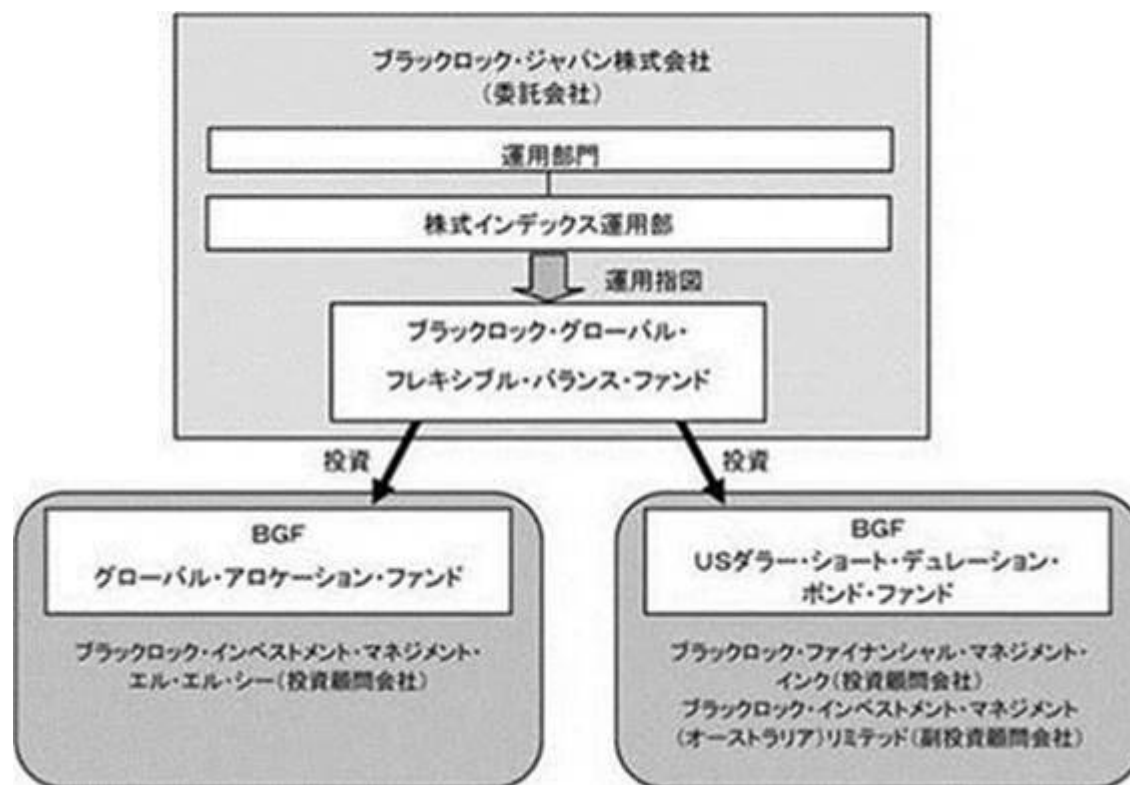 ブラックロック・ジャパン株式会社
(委託会社)
運用部門
株式インデックス運用部
運用指図
ブラックロック・グローバル・
フレキシブル・バランス・ファンド
投資
投資
BGF
グローバル・アロケーション・ファンド
ブラックロック・インベストメント・マネジメント・
エル・エル・シー(投資顧問会社)
BGF
USダラー・ショート・デュレーション・
ボンド・ファンド
ブラックロック・ファイナンシャル・マネジメント・
インク(投資顧問会社)
ブラックロック・インベストメント・マネジメント
(オーストラリア)リミテッド(副投資顧問会社)